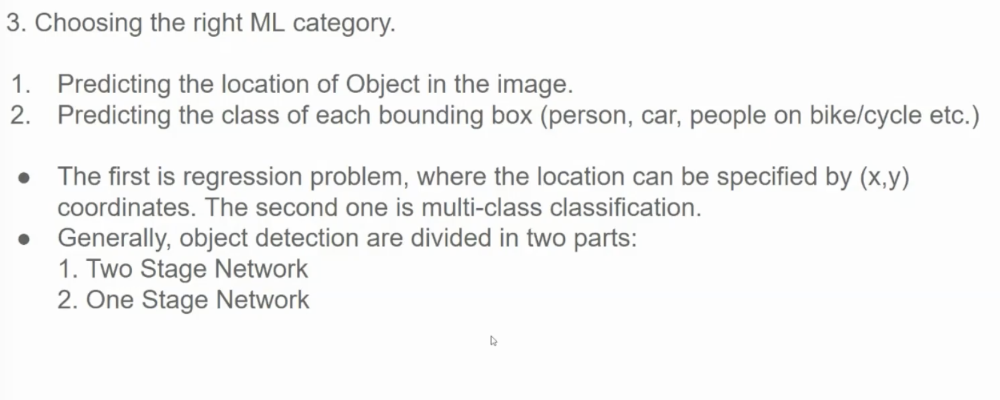 3. Choosing the right ML category.
1. Predicting the location of Object in the image.
2. Predicting the class of each bounding box (person, car, people on bike/cycle etc.)
● The first is regression problem, where the location can be specified by (x,y)
coordinates. The second one is multi-class classification.
● Generally, object detection are divided in two parts:
1. Two Stage Network
2. One Stage Network